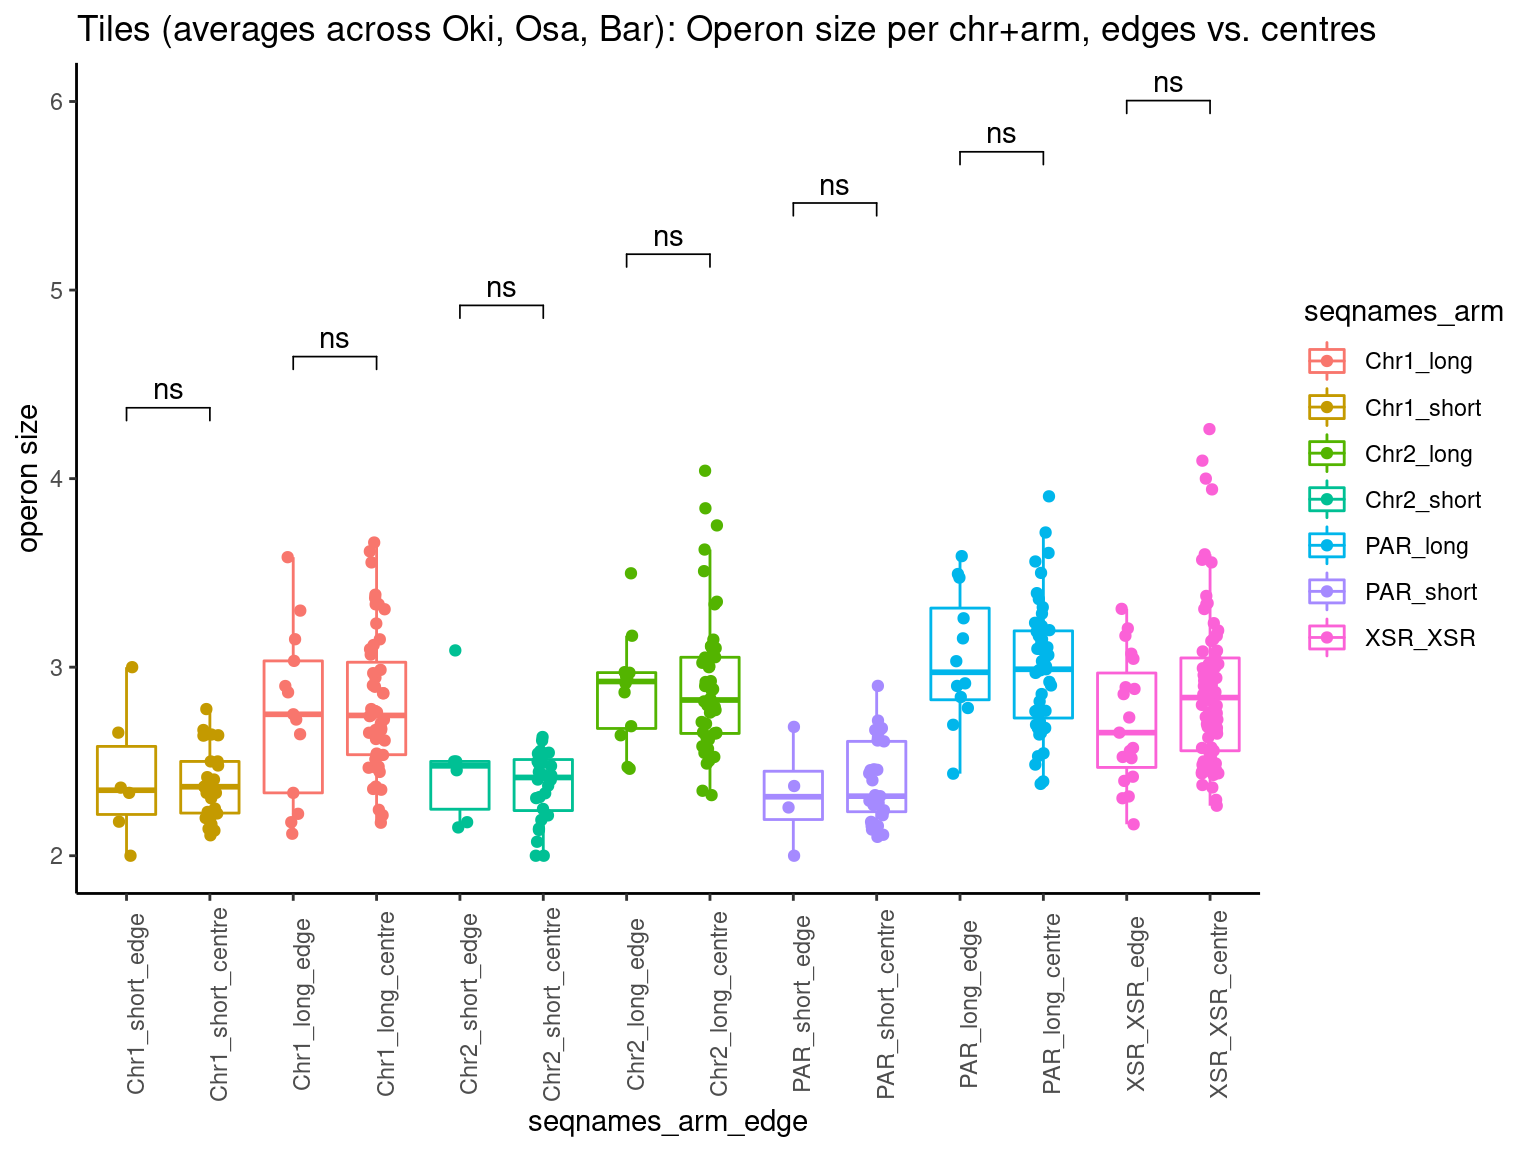 Tiles (averages across Oki, Osa, Bar): Operon size per chr+arm, edges vs. centres
6
5
4
3
2
operon size
ns
ns
ns
ns
ns
ns
ns
Chr1_short_edge
Chr1_short_centre
Chr1_long_edge
Chr1_long_centre
Chr2_short_edge
Chr2_short_centre
Chr2_long_edge
Chr2_long_centre
PAR_short_edge
PAR_short_centre
PAR_long_edge
PAR_long_centre
XSR_XSR_edge
XSR_XSR_centre
seqnames_arm_edge
seqnames_arm
Chr1_long
Chr1_short
Chr2_long
Chr2_short
PAR_long
PAR_short
XSR_XSR